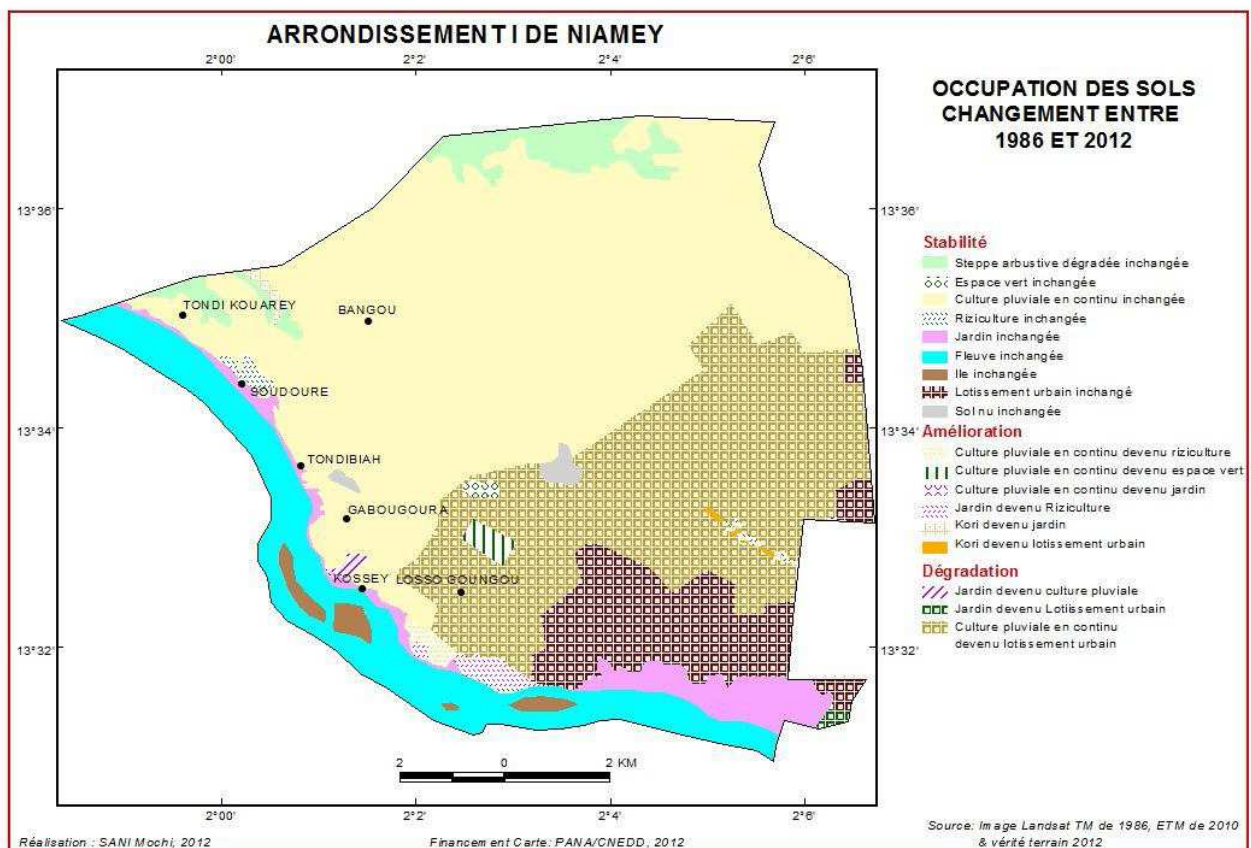 ARRONDISSEMENT I DE NIAMEY
2°00' 2°2' 2°4' 2°6'
OCCUPATION DES SOLS
CHANGEMENT ENTRE
1986 ET 2012
13°36' 13°36'
Stabilité
Steppe arbustive dégradée inchangée
Espace vert inchangée
Culture pluviale en continu inchangée
Riziculture inchangée
Jardin inchangée
Fleuve inchangée
Ile inchangée
Lotissement urbain inchangé
Sol nu inchangée
Amélioration
Culture pluviale en continu devenu riziculture
Culture pluviale en continu devenu espace vert
Culture pluviale en continu devenu jardin
Jardin devenu Riziculture
Kori devenu jardin
Kori devenu lotissement urbain
Dégradation
Jardin devenu culture pluviale
Jardin devenu Lotiissement urbain
Culture pluviale en continu
devenu lotissement urbain
TONDI KOUAREY
BANGOU
SOUDOURE
13°34' 13°34'
TONDIBIAH
GABOUGOURA
KOSSEY LOSSO GOUNGOU
13°32' 13°32'
2 0 2 KM
2°00' 2°2' 2°4' 2°6'
Réalisation : SANI Mochi, 2012
Financement Carte: PANA/CNEDD, 2012
Source: Image Landsat TM de 1986, ETM de 2010
& vérité terrain 2012